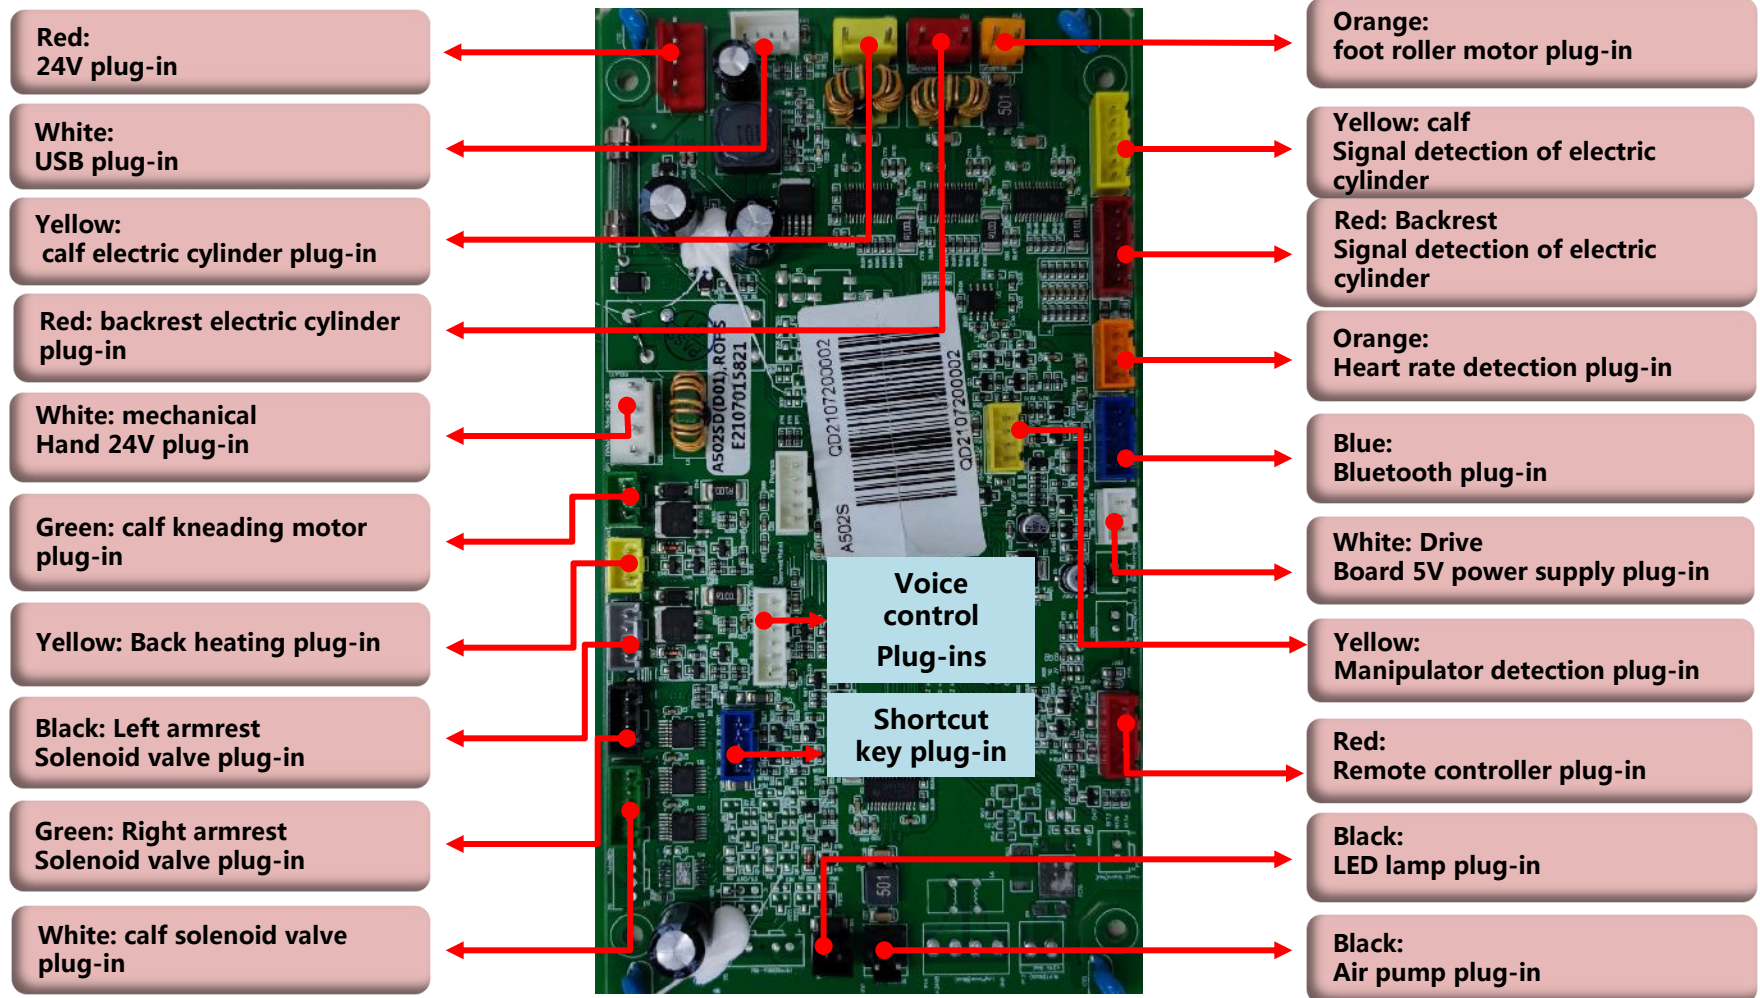 Red:
24V plug-in
White:
USB plug-in
Yellow:
calf electric cylinder plug-in
Red: backrest electric cylinder
plug-in
White: mechanical
Hand 24V plug-in
Green: calf kneading motor
plug-in
Yellow: Back heating plug-in
Black: Left armrest
Solenoid valve plug-in
Green: Right armrest
Solenoid valve plug-in
White: calf solenoid valve
plug-in
501
A502SD(D01),ROHS
E210701582​1
QD2107200002
QD2107200002
A502S
R100
Voice
control
Plug-ins
Shortcut
key plug-in
501
Orange:
foot roller motor plug-in
Yellow: calf
Signal detection of electric
cylinder
Red: Backrest
Signal detection of electric
cylinder
Orange:
Heart rate detection plug-in
Blue:
Bluetooth plug-in
White: Drive
Board 5V power supply plug-in
Yellow:
Manipulator detection plug-in
Red:
Remote controller plug-in
Black:
LED lamp plug-in
Black:
Air pump plug-in